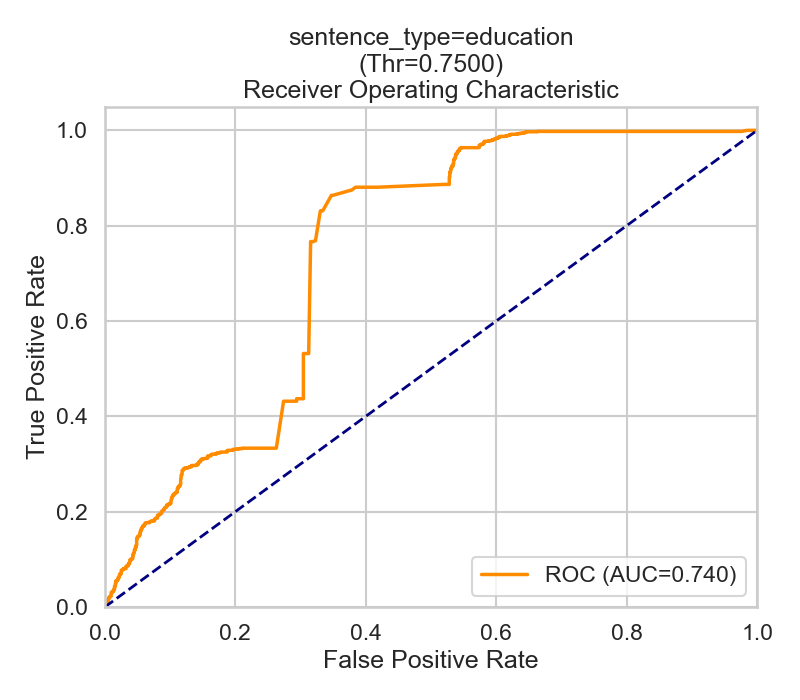 sentence_type=education
(Thr=0.7500)
Receiver Operating Characteristic
True Positive Rate
1.0
0.8
0.6
0.4
0.2
0.0
0.0 0.2 0.4 0.6 0.8 1.0
False Positive Rate
ROC (AUC=0.740)